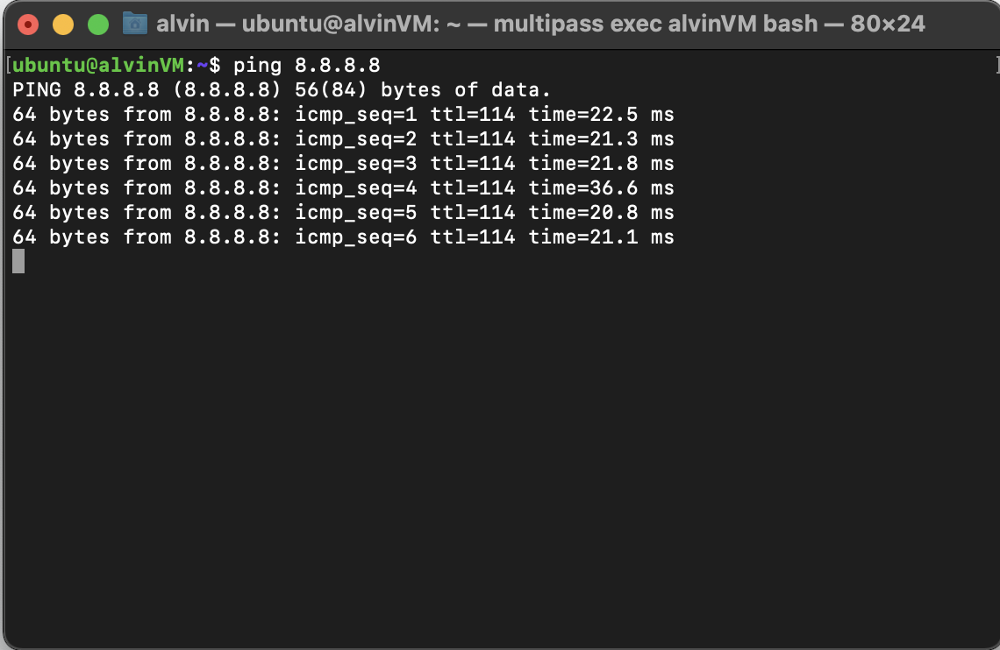 alvin — ubuntu@alvinVM: ~ — multipass exec alvinVM bash — 80×24
[ubuntu@alvinVM:~$ ping 8.8.8.8 ]
PING 8.8.8.8 (8.8.8.8) 56(84) bytes of data.
64 bytes from 8.8.8.8: icmp_seq=1 ttl=114 time=22.5 ms
64 bytes from 8.8.8.8: icmp_seq=2 ttl=114 time=21.3 ms
64 bytes from 8.8.8.8: icmp_seq=3 ttl=114 time=21.8 ms
64 bytes from 8.8.8.8: icmp_seq=4 ttl=114 time=36.6 ms
64 bytes from 8.8.8.8: icmp_seq=5 ttl=114 time=20.8 ms
64 bytes from 8.8.8.8: icmp_seq=6 ttl=114 time=21.1 ms